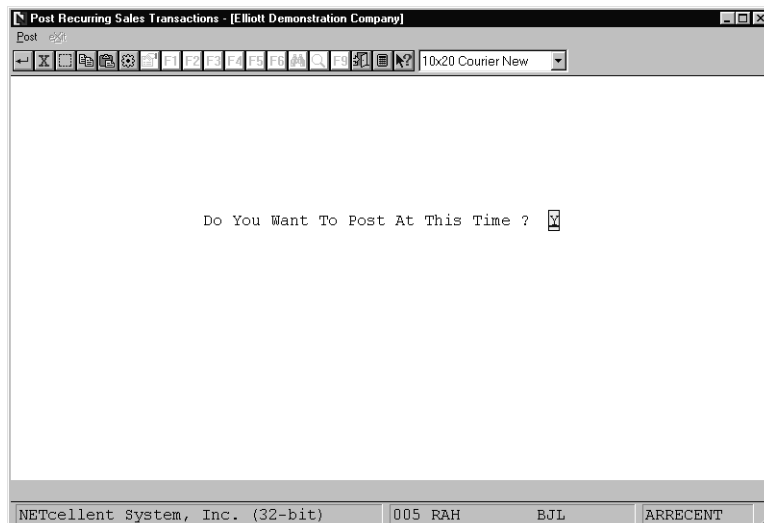 Post Recurring Sales Transactions - [Elliott Demonstration Company]
Post eXit
F1 F2 F3 F4 F5 F6 F9 10x20 Courier New
Do You Want To Post At This Time ? Y
NETcellent System, Inc. (32-bit) 005 RAH BJL ARRECENT